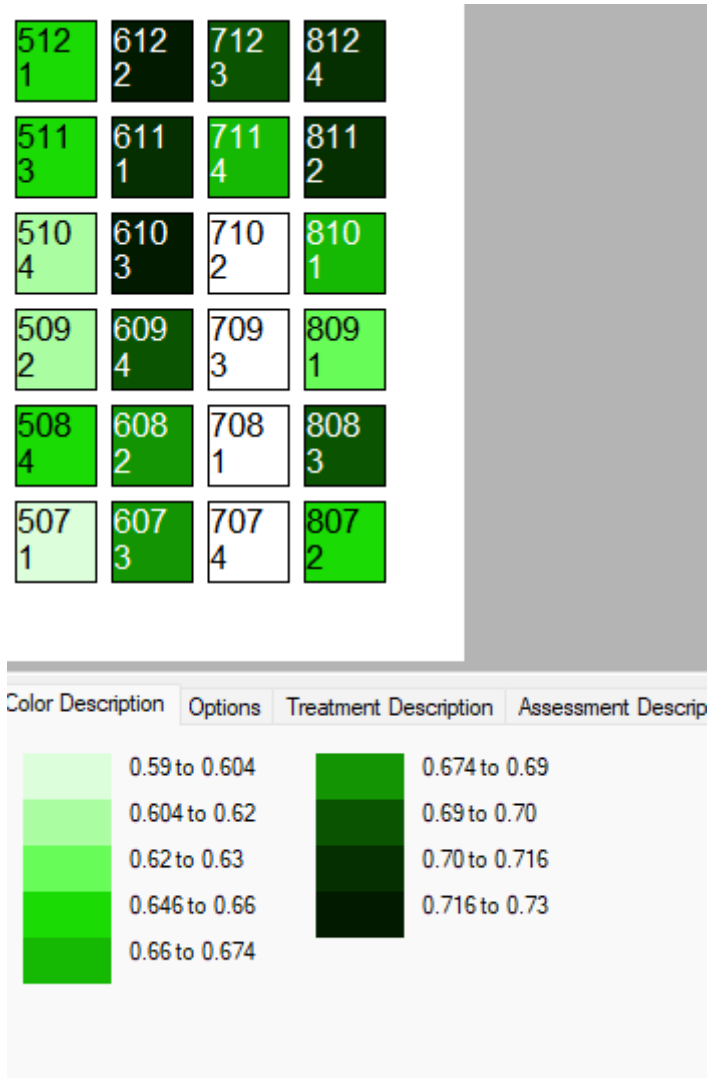 512 612 712 812
1 2 3 4
511 611 711 811
3 1 4 2
510 610 710 810
4 3 2 1
509 609 709 809
2 4 3 1
508 608 708 808
4 2 1 3
507 607 707 807
1 3 4 2
Color Description Options Treatment Description Assessment Descrip
0.59 to 0.604 0.674 to 0.69
0.604 to 0.62 0.69 to 0.70
0.62 to 0.63 0.70 to 0.716
0.646 to 0.66 0.716 to 0.73
0.66 to 0.674